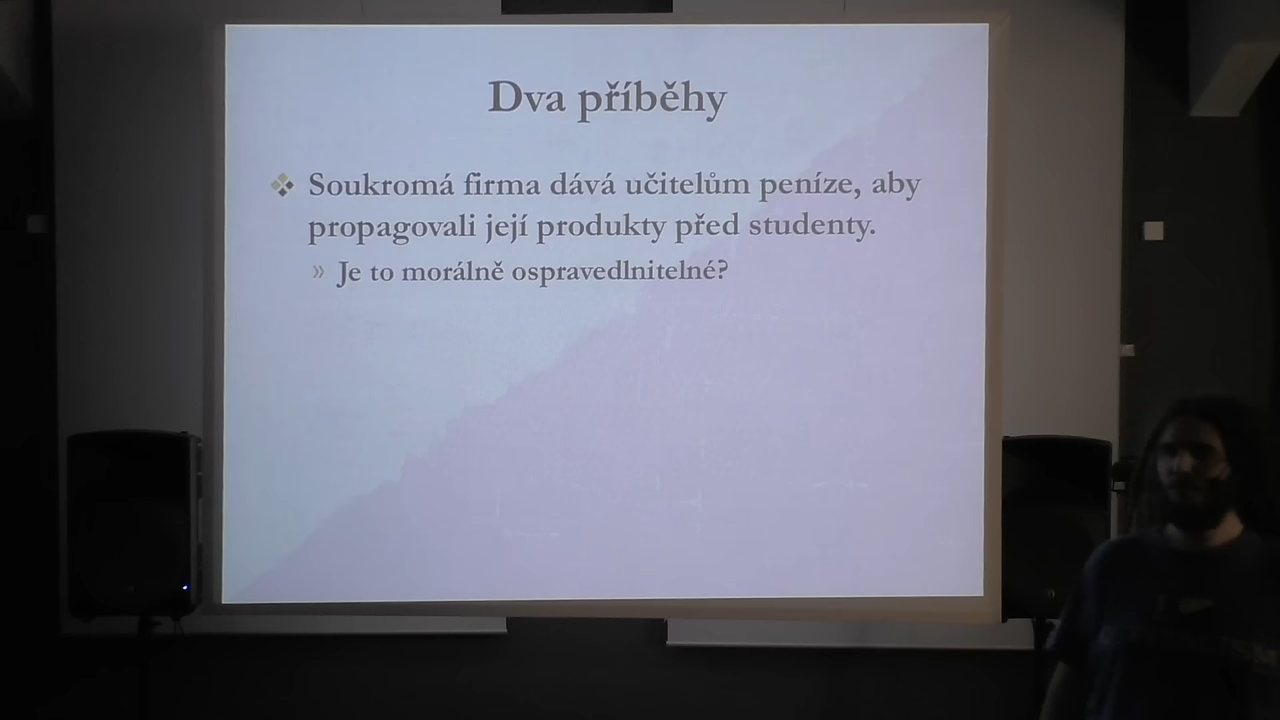 Dva příběhy
Soukromá firma dává učitelům peníze, aby
propagovali její produkty před studenty.
» Je to morálně ospravedlnitelné?